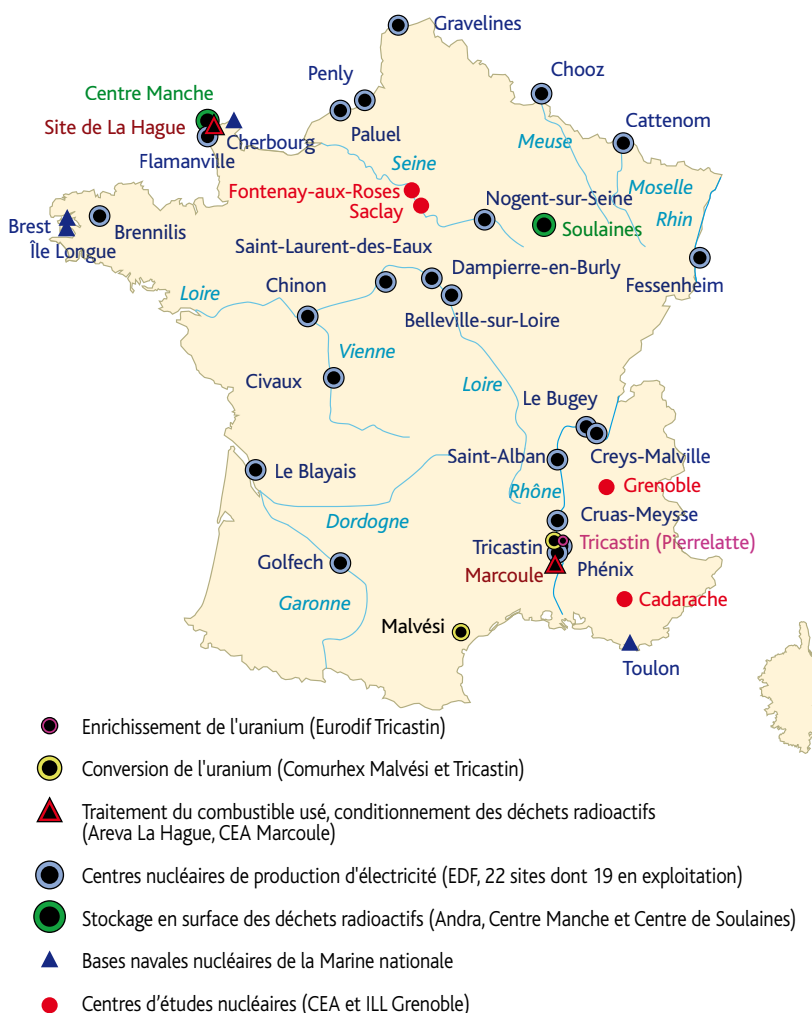 Gravelines
Chooz
Penly
Centre Manche
Cattenom
Site de La Hague
Paluel
Cherbourg
Meuse
Flamanville
Seine
Moselle
Fontenay-aux-Roses
Nogent-sur-Seine
Saclay
Rhin
Brest
Brennilis
Soulaines
Île Longue
Saint-Laurent-des-Eaux
Dampierre-en-Burly
Chinon
Fessenheim
Loire
Belleville-sur-Loire
Vienne
Civaux
Loire
Le Bugey
Saint-Alban
Creys-Malville
Le Blayais
Grenoble
Rhône
Cruas-Meysse
Dordogne
Tricastin
Tricastin (Pierrelatte)
Golfech
Marcoule
Phénix
Garonne
Cadarache
Malvési
Toulon
Enrichissement de l'uranium (Eurodif Tricastin)
Conversion de l'uranium (Comurhex Malvési et Tricastin)
Traitement du combustible usé, conditionnement des déchets radioactifs
(Areva La Hague, CEA Marcoule)
Centres nucléaires de production d'électricité (EDF, 22 sites dont 19 en exploitation)
Stockage en surface des déchets radioactifs (Andra, Centre Manche et Centre de Soulaines)
Bases navales nucléaires de la Marine nationale
Centres d'études nucléaires (CEA et ILL Grenoble)